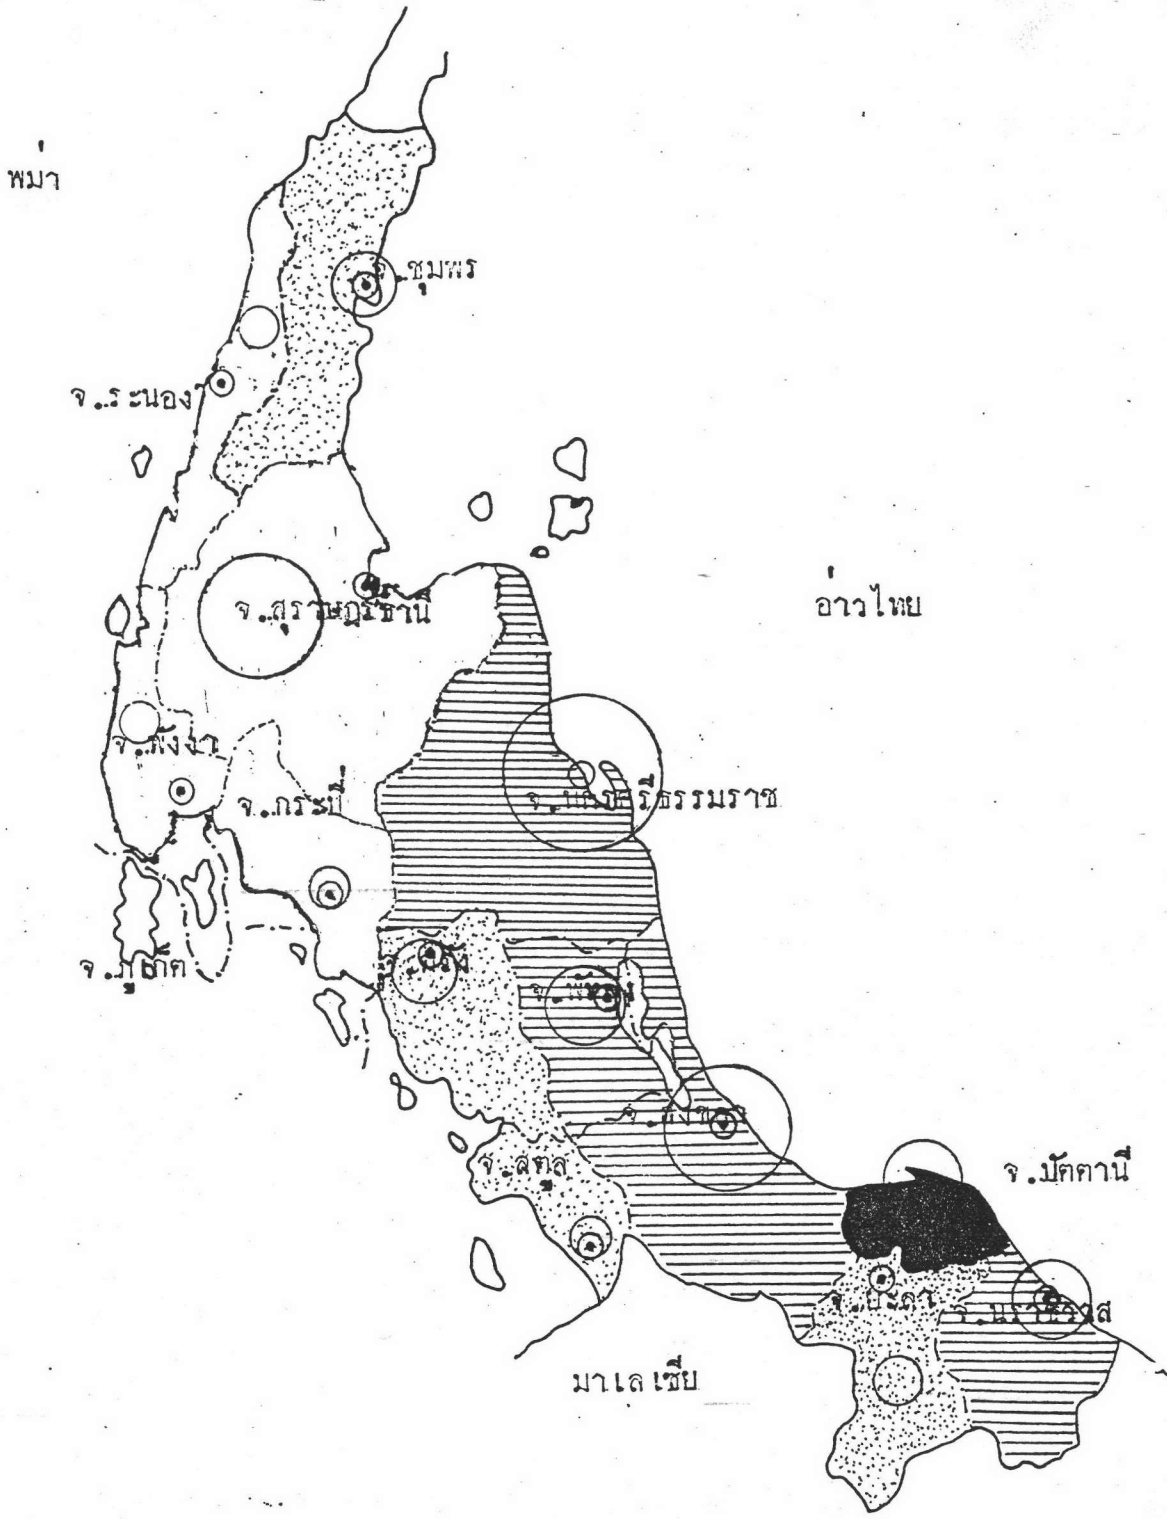 พม่า
จ.ชุมพร
จ.ระนอง
อ่าวไทย
จ.สุราษฎร์ธานี
จ.พังงา
จ.กระบี่
จ.นครศรีธรรมราช
จ.ภูเก็ต
จ.ตรัง
จ.พัทลุง
จ.สงขลา
จ.สตูล
จ.ปัตตานี
จ.ยะลา
จ.นราธิวาส
มาเลเซีย